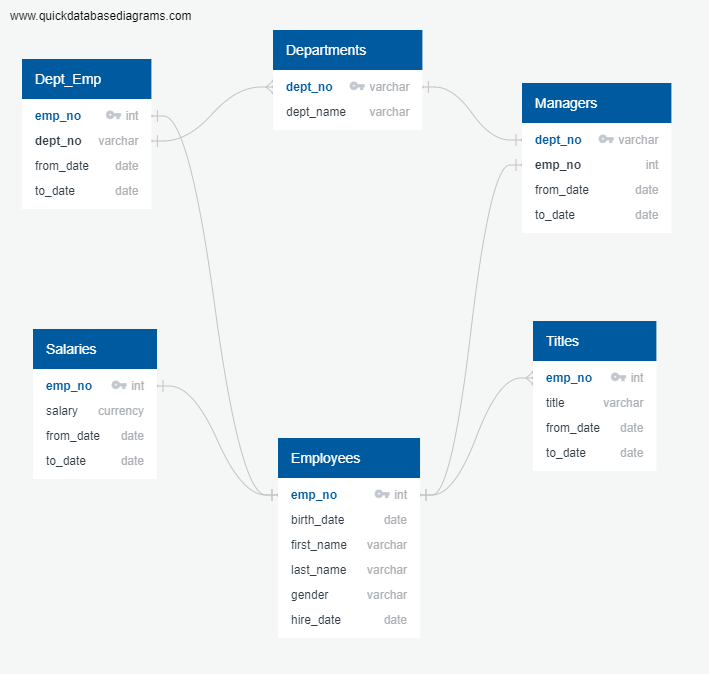 www.quickdatabasediagrams.com
Departments
dept_no varchar
dept_name varchar
Dept_Emp
emp_no int
dept_no varchar
from_date date
to_date date
Managers
dept_no varchar
emp_no int
from_date date
to_date date
Salaries
emp_no int
salary currency
from_date date
to_date date
Titles
emp_no int
title varchar
from_date date
to_date date
Employees
emp_no int
birth_date date
first_name varchar
last_name varchar
gender varchar
hire_date date